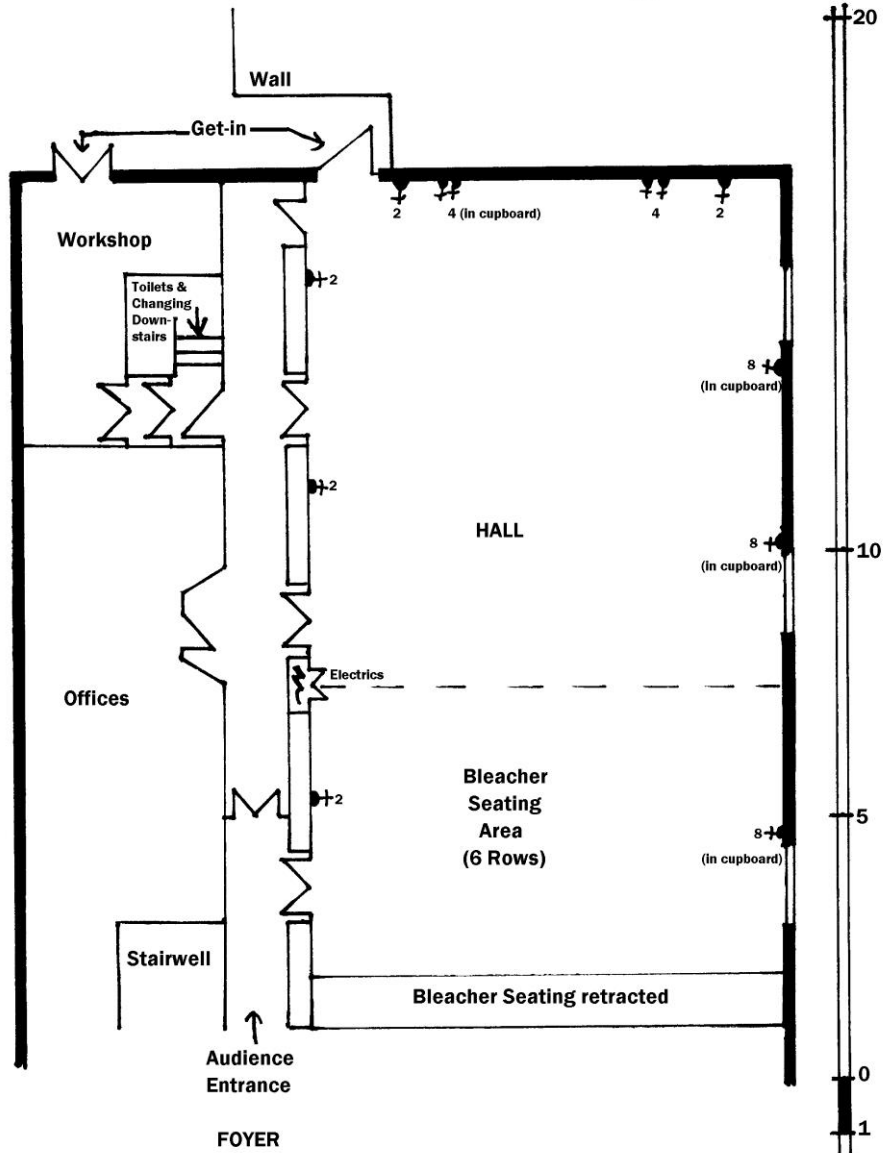 20
Wall
Get-in
2
4 (in cupboard)
4
2
Workshop
Toilets &
Changing
Down-
stairs
2
8
(In cupboard)
2
HALL
8
(in cupboard)
10
Electrics
Offices
Bleacher
Seating
Area
(6 Rows)
2
5
8
(in cupboard)
Stairwell
Bleacher Seating retracted
Audience
Entrance
0
FOYER
1